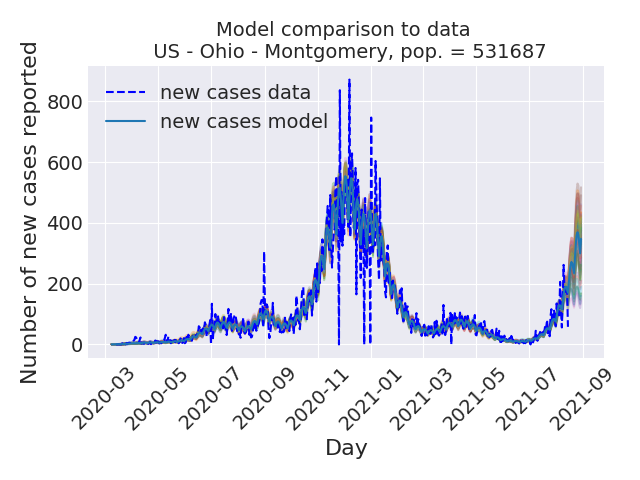 Model comparison to data
US - Ohio - Montgomery, pop. = 531687
Number of new cases reported
800
600
400
200
0
new cases data
new cases model
2020-03
2020-05
2020-07
2020-09
2020-11
2021-01
2021-03
2021-05
2021-07
2021-09
Day